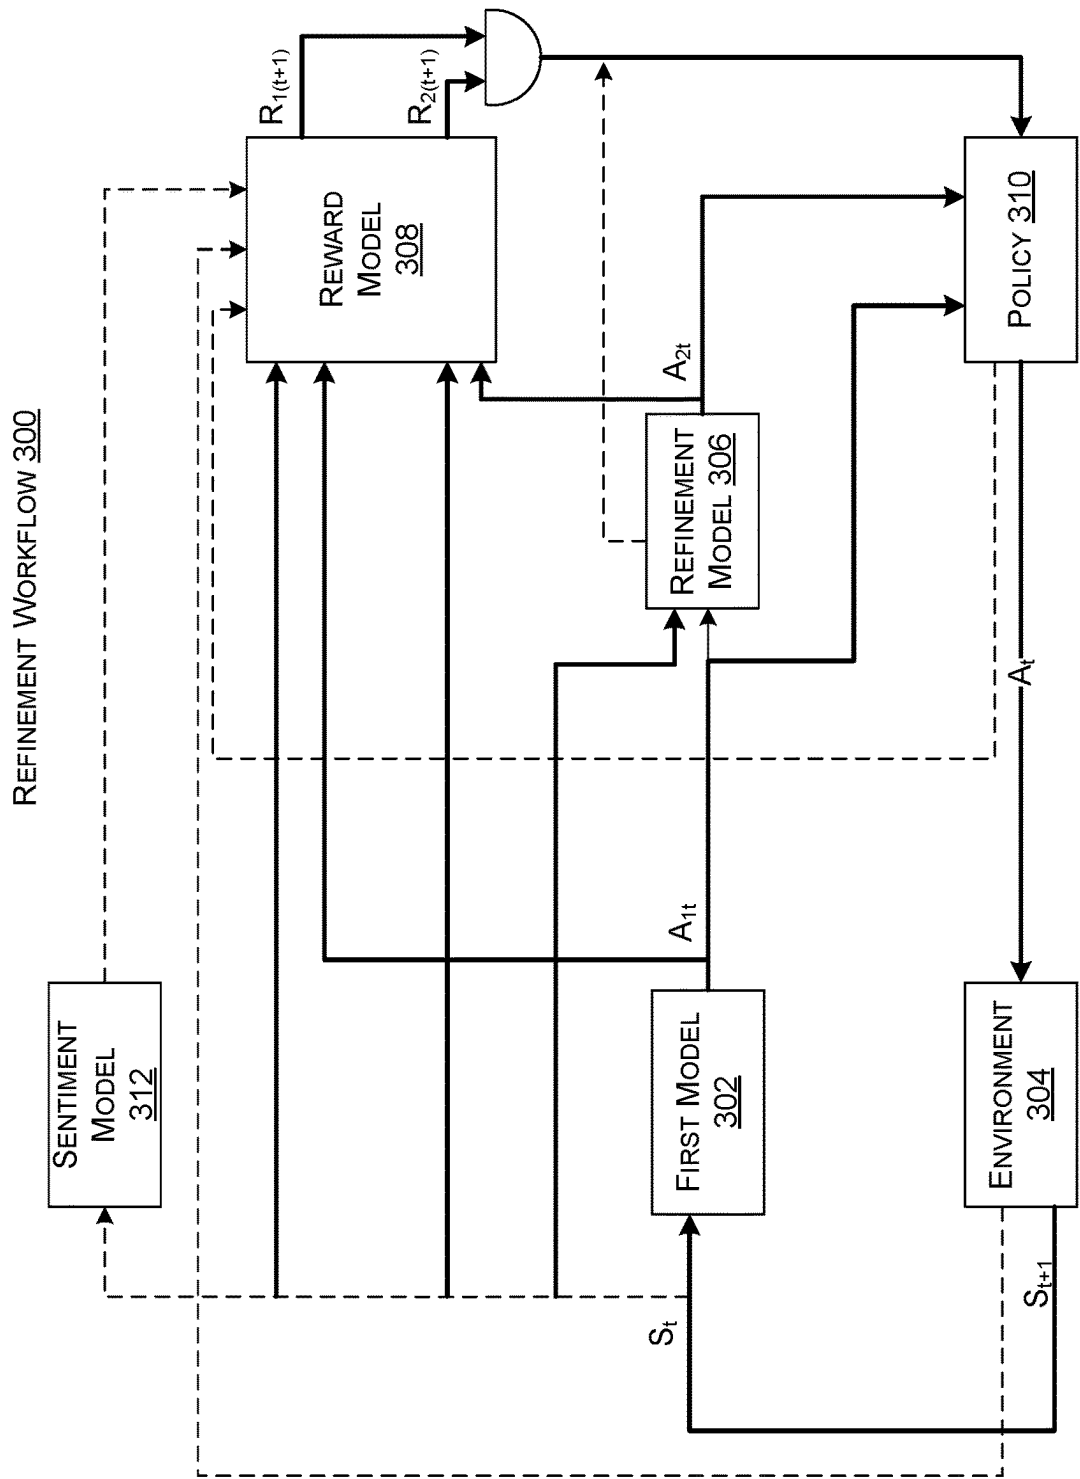 REFINEMENT WORKFLOW 300
SENTIMENT
MODEL
312
REWARD
MODEL
308
R1(t+1)
R2(t+1)
St
FIRST MODEL
302
A1t
REFINEMENT
MODEL 306
A2t
St+1
ENVIRONMENT
304
At
POLICY 310